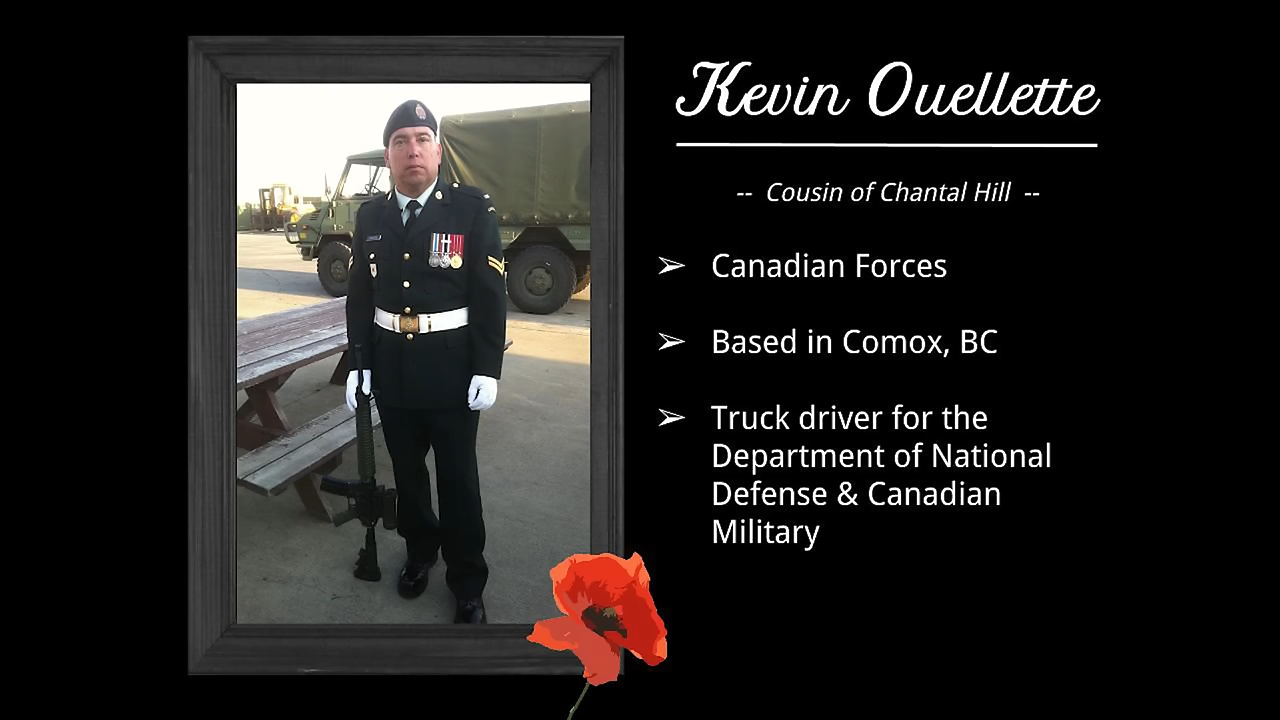 Kevin Ouellette
-- Cousin of Chantal Hill --
➢ Canadian Forces
➢ Based in Comox, BC
➢ Truck driver for the
Department of National
Defense & Canadian
Military